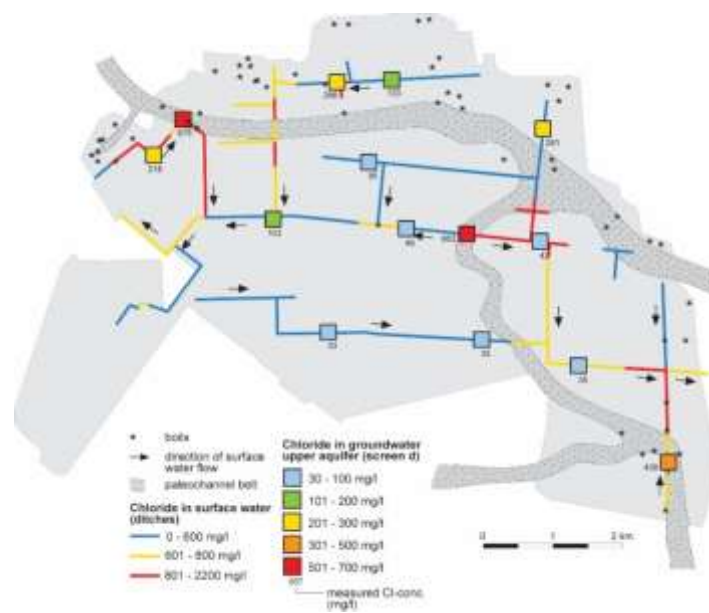 103
boils
direction of surface
water flow
paleochannel belt
Chloride in surface water
(ditches)
0 - 600 mg/l
601 - 800 mg/l
801 - 2200 mg/l
Chloride in groundwater
upper aquifer (screen d)
30 - 100 mg/l
101 - 200 mg/l
201 - 300 mg/l
301 - 500 mg/l
501 - 700 mg/l
measured Cl-conc.
(mg/l)
0 1 2 km